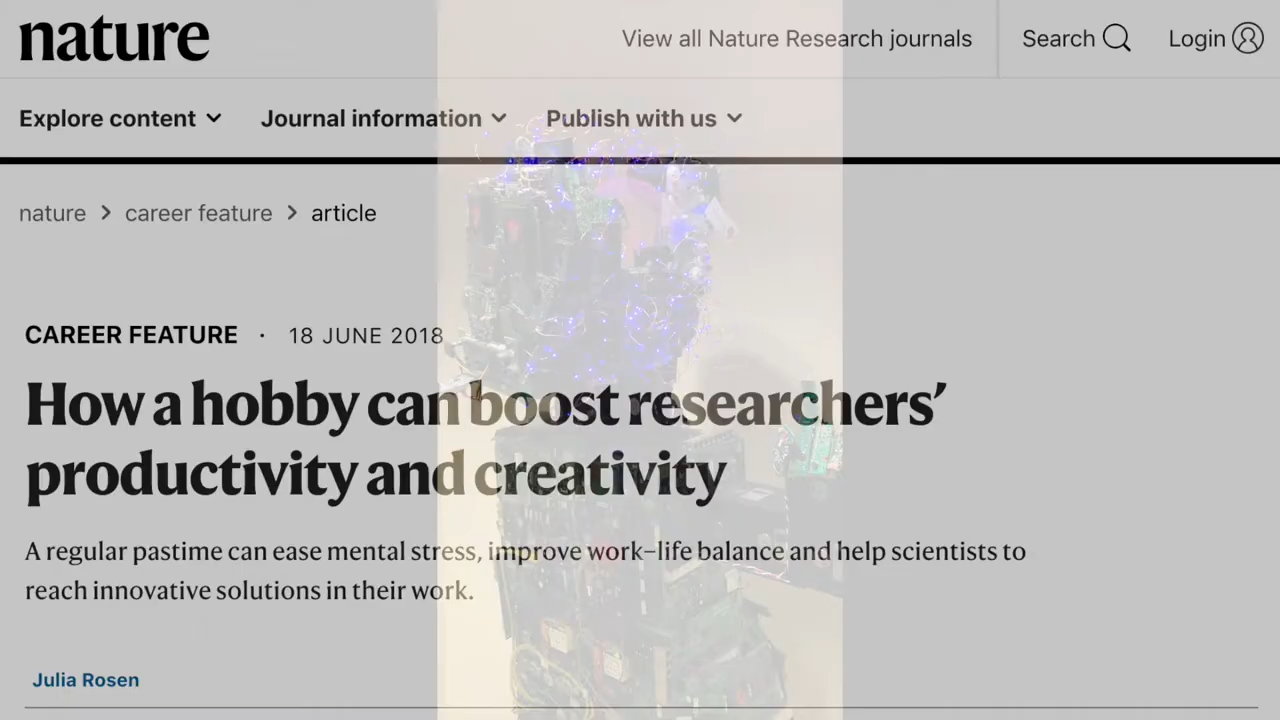 nature
View all Nature Research journals
Search
Login
Explore content
Journal information
Publish with us
nature > career feature > article
CAREER FEATURE · 18 JUNE 2018
How a hobby can boost researchers’
productivity and creativity
A regular pastime can ease mental stress, improve work–life balance and help scientists to
reach innovative solutions in their work.
Julia Rosen